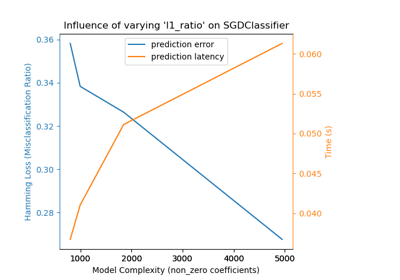 Influence of varying 'l1_ratio' on SGDClassifier
prediction error
prediction latency
0.36
0.34
0.32
0.30
0.28
Hamming Loss (Misclassification Ratio)
0.060
0.055
0.050
0.045
0.040
Time (s)
1000 2000 3000 4000 5000
Model Complexity (non_zero coefficients)